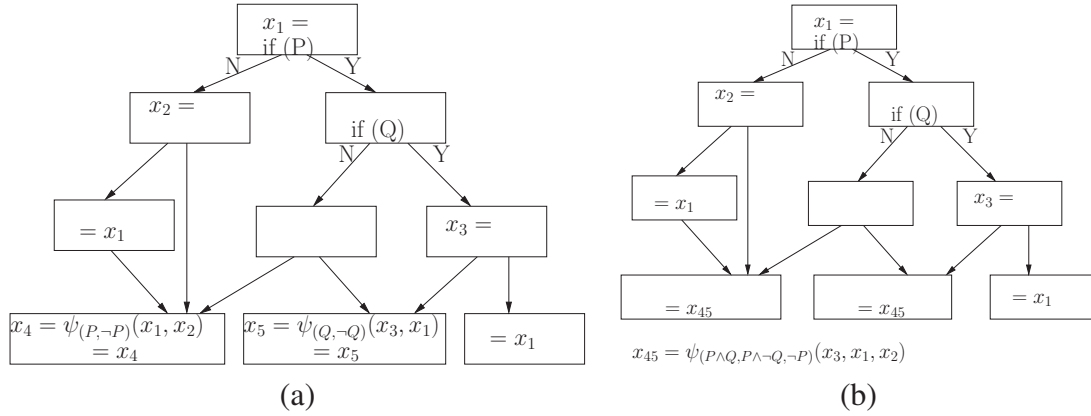 x₁ =
if (P)
N
Y
x₂ =
if (Q)
N
Y
= x₁
x₃ =
x₄ = ψ₍P,¬P₎(x₁, x₂)
= x₄
x₅ = ψ₍Q,¬Q₎(x₃, x₁)
= x₅
= x₁
(a)
x₁ =
if (P)
N
Y
x₂ =
if (Q)
N
Y
= x₁
x₃ =
= x₄₅
= x₄₅
= x₁
x₄₅ = ψ₍P∧Q,P∧¬Q,¬P₎(x₃, x₁, x₂)
(b)